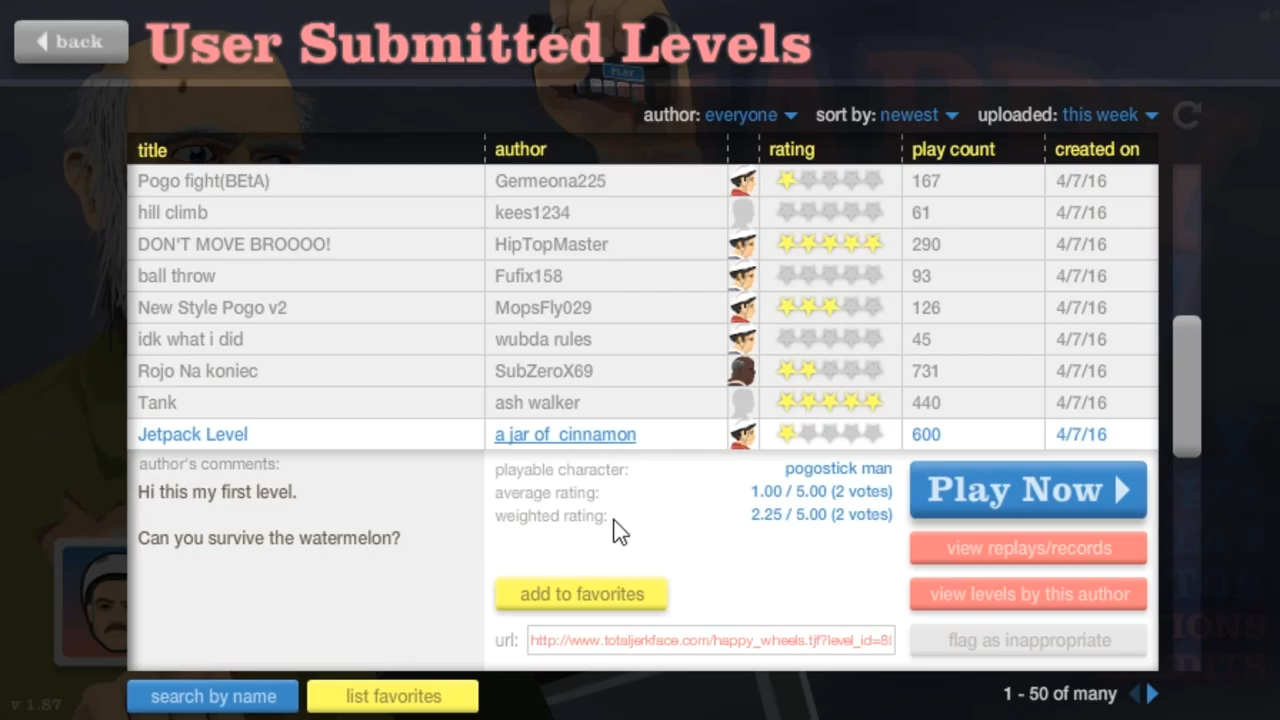 back
User Submitted Levels
author: everyone sort by: newest uploaded: this week
title author rating play count created on
Pogo fight(BEtA) Germeona225 167 4/7/16
hill climb kees1234 61 4/7/16
DON'T MOVE BROOOO! HipTopMaster 290 4/7/16
ball throw Fufix158 93 4/7/16
New Style Pogo v2 MopsFly029 126 4/7/16
idk what i did wubda rules 45 4/7/16
Rojo Na koniec SubZeroX69 731 4/7/16
Tank ash walker 440 4/7/16
Jetpack Level a jar of cinnamon 600 4/7/16
author's comments:
Hi this my first level.
Can you survive the watermelon?
playable character: pogostick man
average rating: 1.00 / 5.00 (2 votes)
weighted rating: 2.25 / 5.00 (2 votes)
Play Now
view replays/records
add to favorites
view levels by this author
url: http://www.totaljerkface.com/happy_wheels.tjf?level_id=8
flag as inappropriate
search by name list favorites 1 - 50 of many
v 1.87